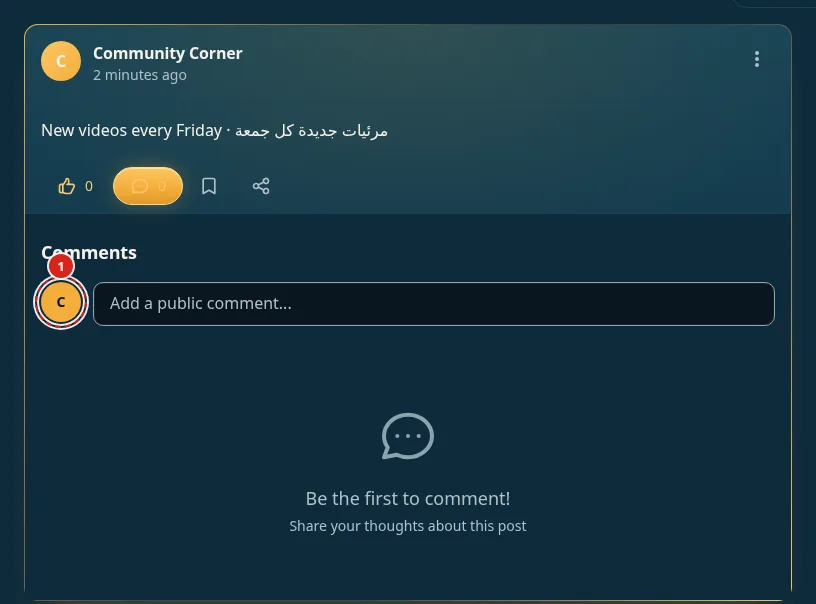 C
Community Corner
2 minutes ago
New videos every Friday · مرئيات جديدة كل جمعة
0
0
Comments
1
C
Add a public comment...
Be the first to comment!
Share your thoughts about this post